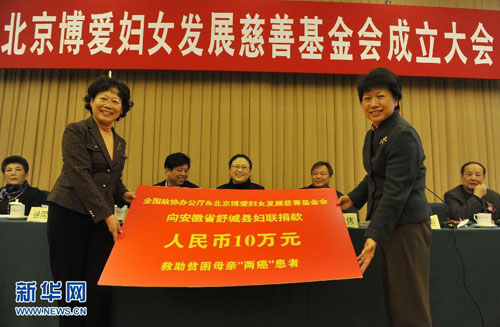 北京博爱妇女发展慈善基金会成立大会
全国政协办公厅&北京博爱妇女发展慈善基金会
向安徽省舒城县妇联捐款
人民币10万元
救助贫困母亲"两癌"患者
新华网
WWW.NEWS.CN